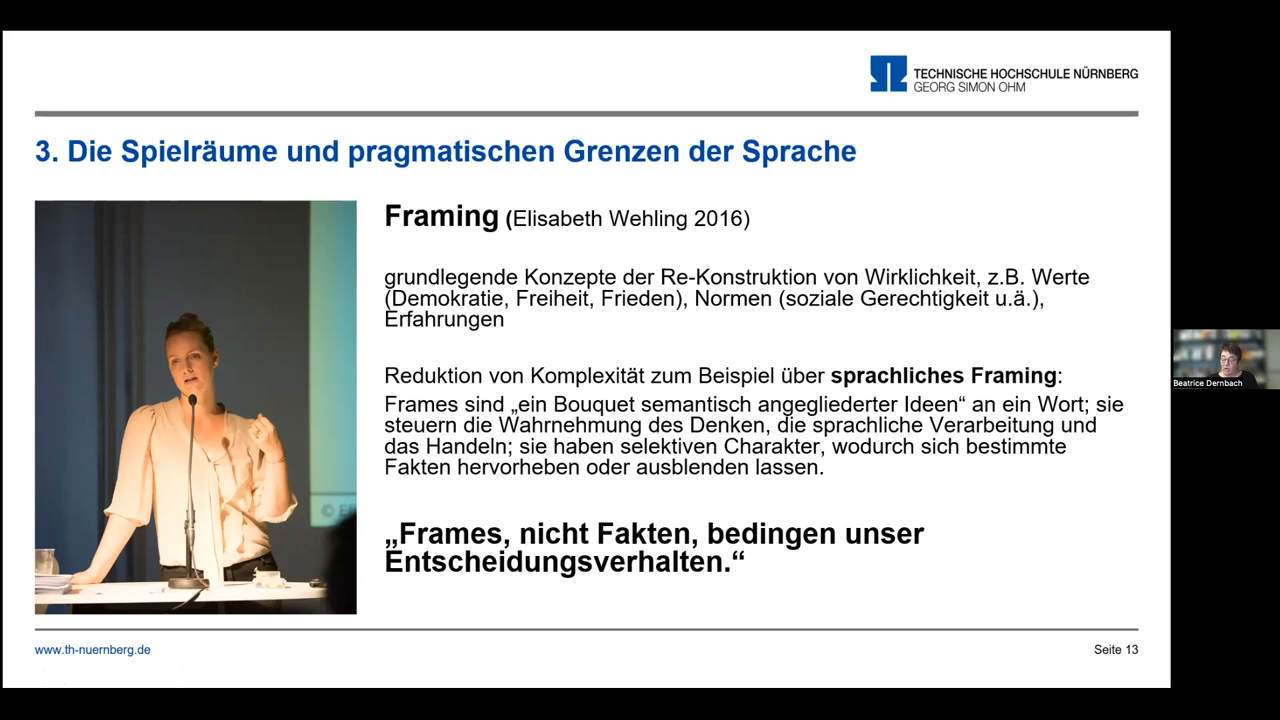 TECHNISCHE HOCHSCHULE NÜRNBERG
GEORG SIMON OHM
3. Die Spielräume und pragmatischen Grenzen der Sprache
Framing (Elisabeth Wehling 2016)
grundlegende Konzepte der Re-Konstruktion von Wirklichkeit, z.B. Werte
(Demokratie, Freiheit, Frieden), Normen (soziale Gerechtigkeit u.ä.),
Erfahrungen
Reduktion von Komplexität zum Beispiel über sprachliches Framing:
Frames sind „ein Bouquet semantisch angegliederter Ideen“ an ein Wort; sie
steuern die Wahrnehmung des Denken, die sprachliche Verarbeitung und
das Handeln; sie haben selektiven Charakter, wodurch sich bestimmte
Fakten hervorheben oder ausblenden lassen.
„Frames, nicht Fakten, bedingen unser
Entscheidungsverhalten.“
www.th-nuernberg.de
Seite 13
Beatrice Dernbach